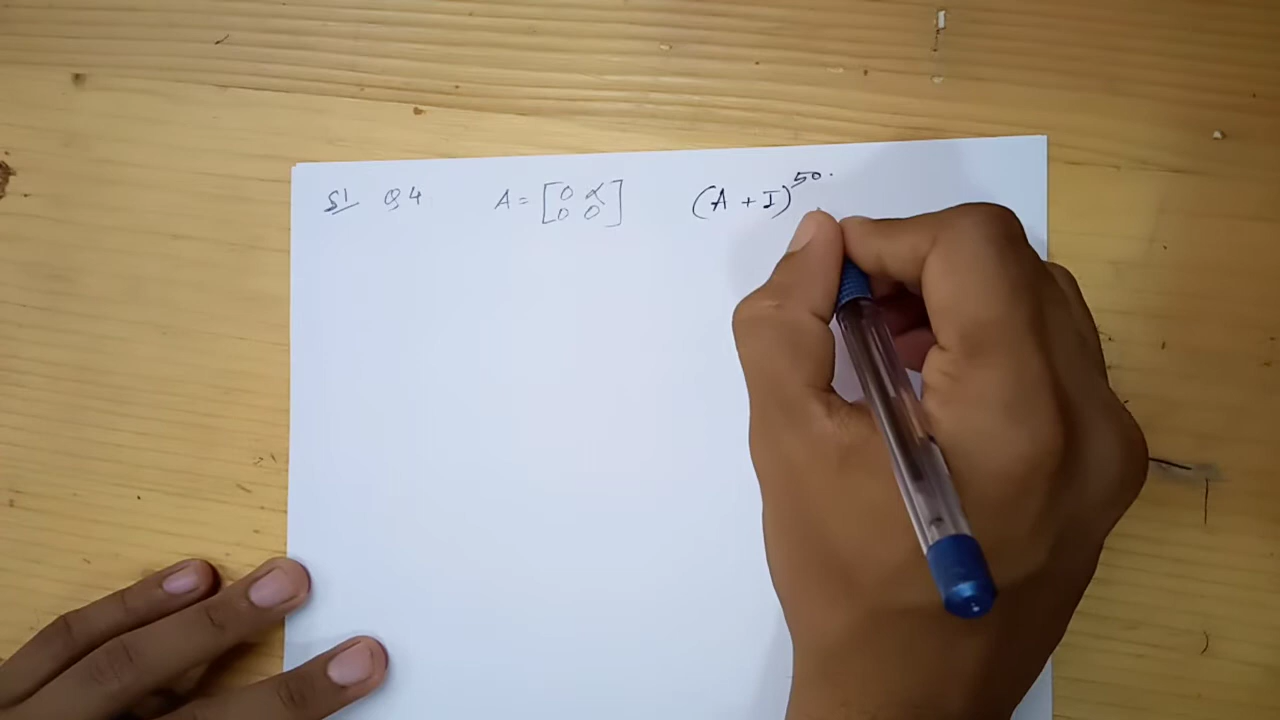 S1 Q4 A = [0 α 0 0] (A + I)^50.